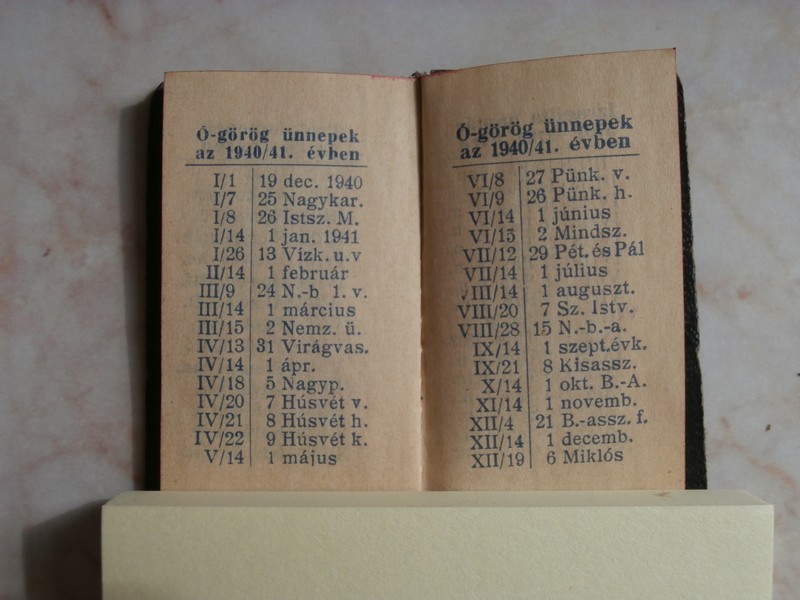 Ó-görög ünnepek
az 1940/41. évben
I/1 19 dec. 1940
I/7 25 Nagykar.
I/8 26 Istsz. M.
I/14 1 jan. 1941
I/26 13 Vízk. u. v
II/14 1 február
III/9 24 N.-b 1. v.
III/14 1 március
III/15 2 Nemz. ü.
IV/13 31 Virágvas.
IV/14 1 ápr.
IV/18 5 Nagyp.
IV/20 7 Húsvét v.
IV/21 8 Húsvét h.
IV/22 9 Húsvét k.
V/14 1 május
Ó-görög ünnepek
az 1940/41. évben
VI/8 27 Pünk. v.
VI/9 26 Pünk. h.
VI/14 1 június
VI/15 2 Mindsz.
VII/12 29 Pét. és Pál
VII/14 1 július
VIII/14 1 auguszt.
VIII/20 7 Sz. Istv.
VIII/28 15 N.-b.-a.
IX/14 1 szept. évk.
IX/21 8 Kisassz.
X/14 1 okt. B.-A.
XI/14 1 novemb.
XII/4 21 B.-assz. f.
XII/14 1 decemb.
XII/19 6 Miklós